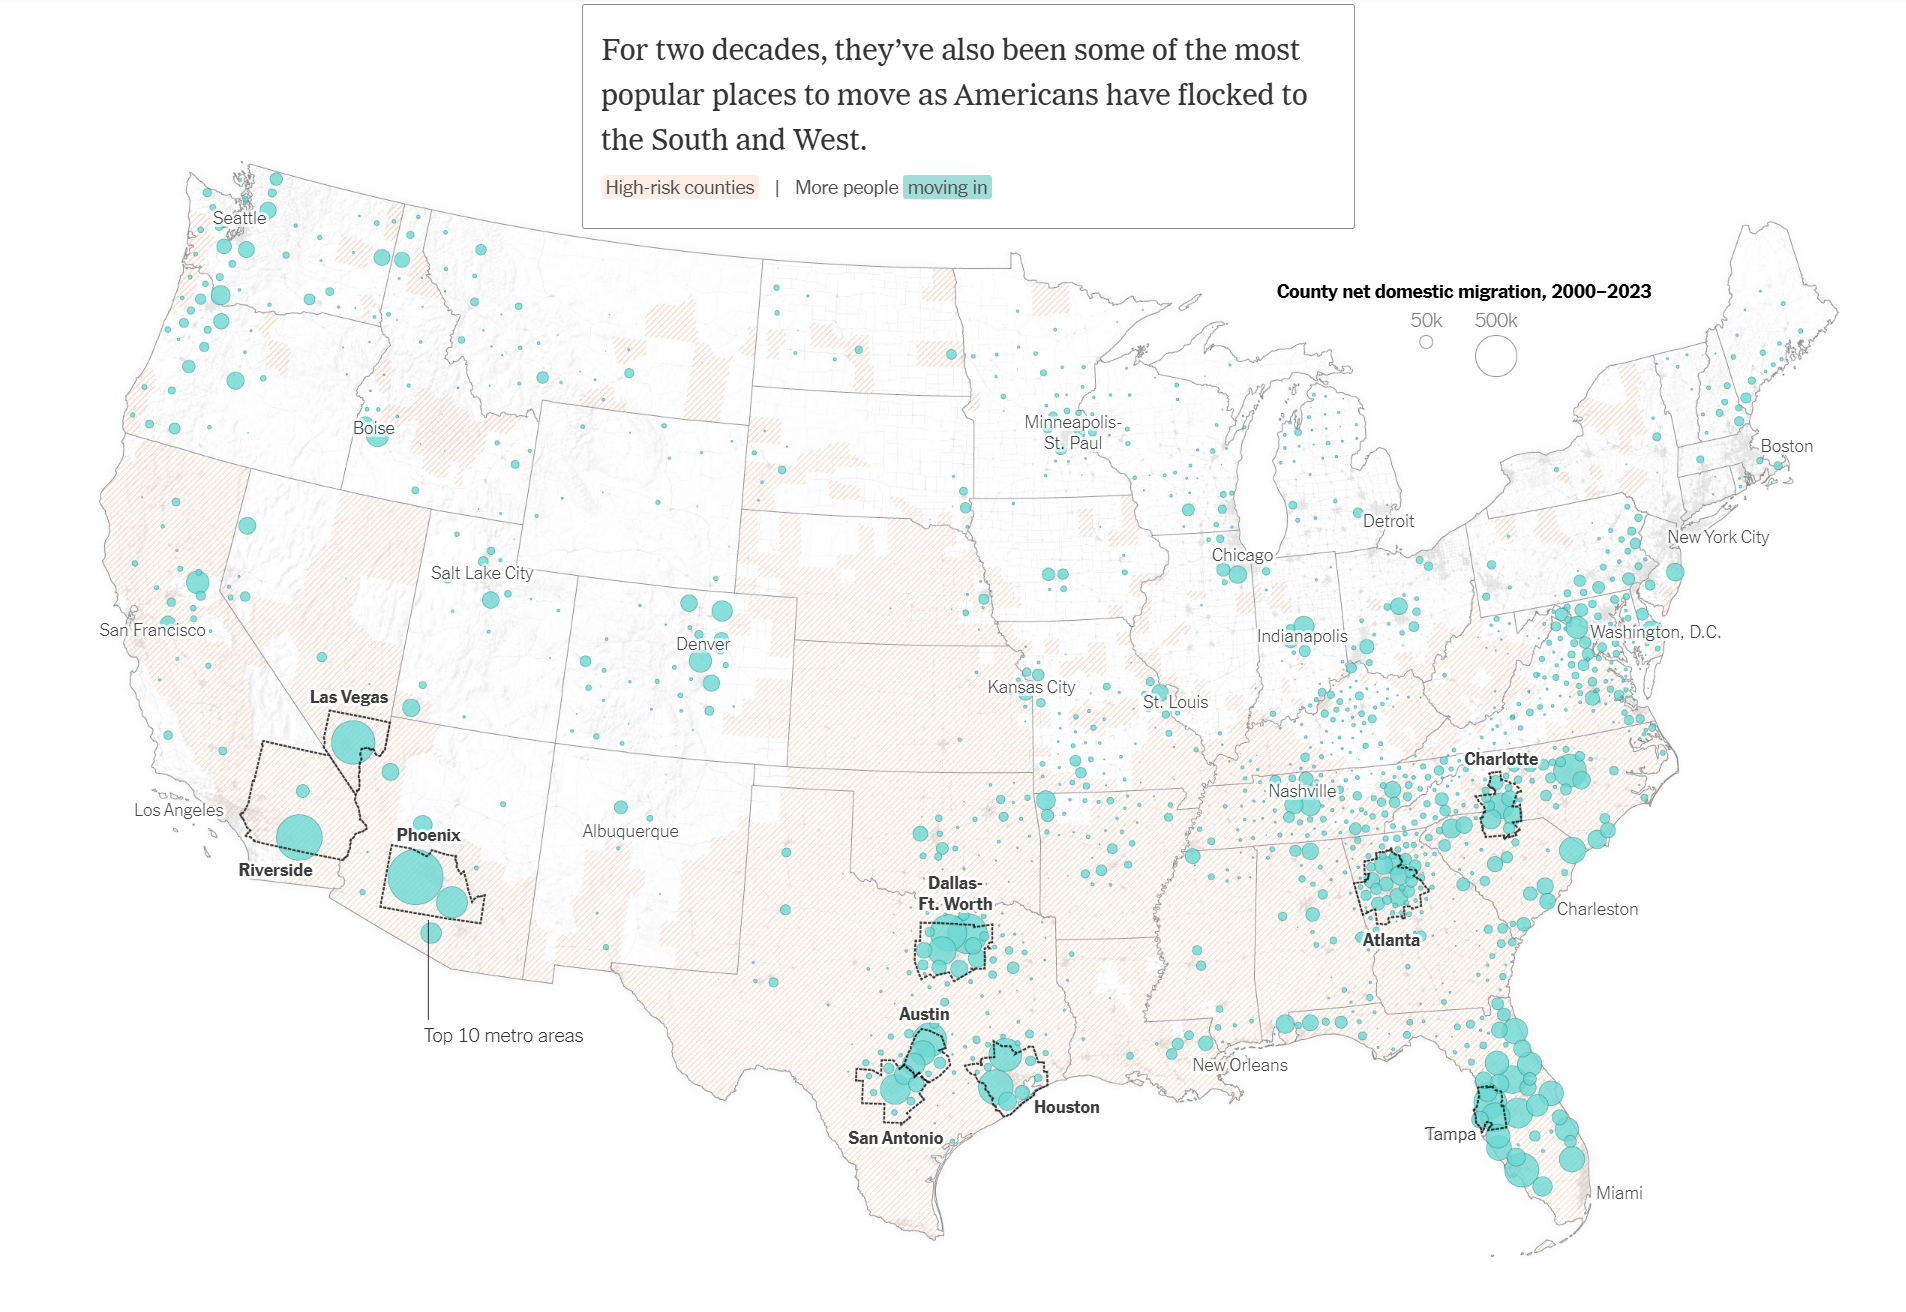 For two decades, they’ve also been some of the most
popular places to move as Americans have flocked to
the South and West.
High-risk counties | More people moving in
County net domestic migration, 2000–2023
50k 500k
Seattle
Boise
Minneapolis-
St. Paul
Boston
Detroit
New York City
Chicago
Salt Lake City
San Francisco
Denver
Indianapolis
Washington, D.C.
Kansas City
St. Louis
Las Vegas
Charlotte
Nashville
Los Angeles
Albuquerque
Phoenix
Riverside
Dallas-
Ft. Worth
Charleston
Atlanta
Austin
Top 10 metro areas
New Orleans
Houston
San Antonio
Tampa
Miami